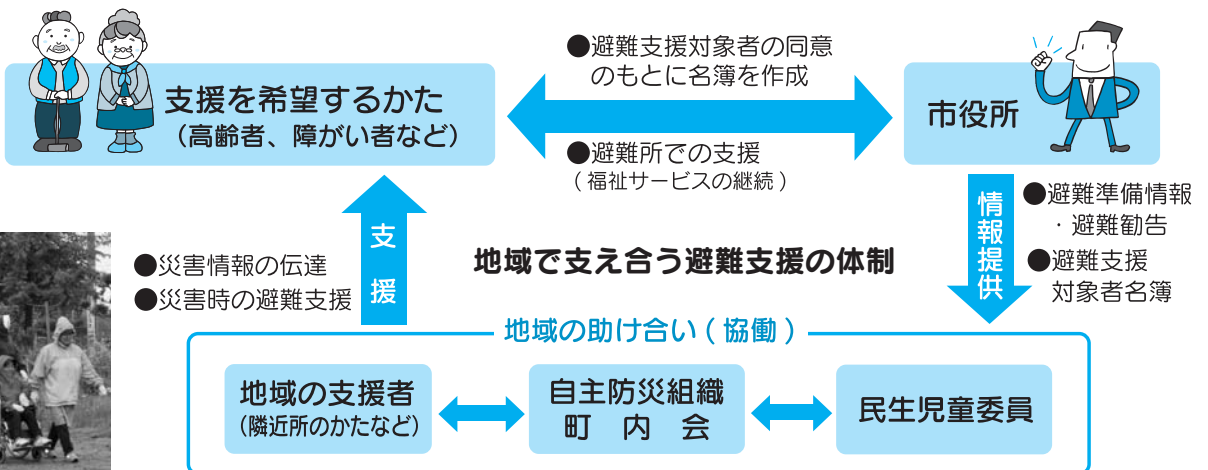 支援を希望するかた
（高齢者、障がい者など）
●避難支援対象者の同意
のもとに名簿を作成
●避難所での支援
( 福祉サービスの継続 )
市役所
情報提供
●避難準備情報
・避難勧告
●避難支援
対象者名簿
支援
●災害情報の伝達
●災害時の避難支援
地域で支え合う避難支援の体制
地域の助け合い ( 協働 )
地域の支援者
（隣近所のかたなど）
自主防災組織
町内会
民生児童委員